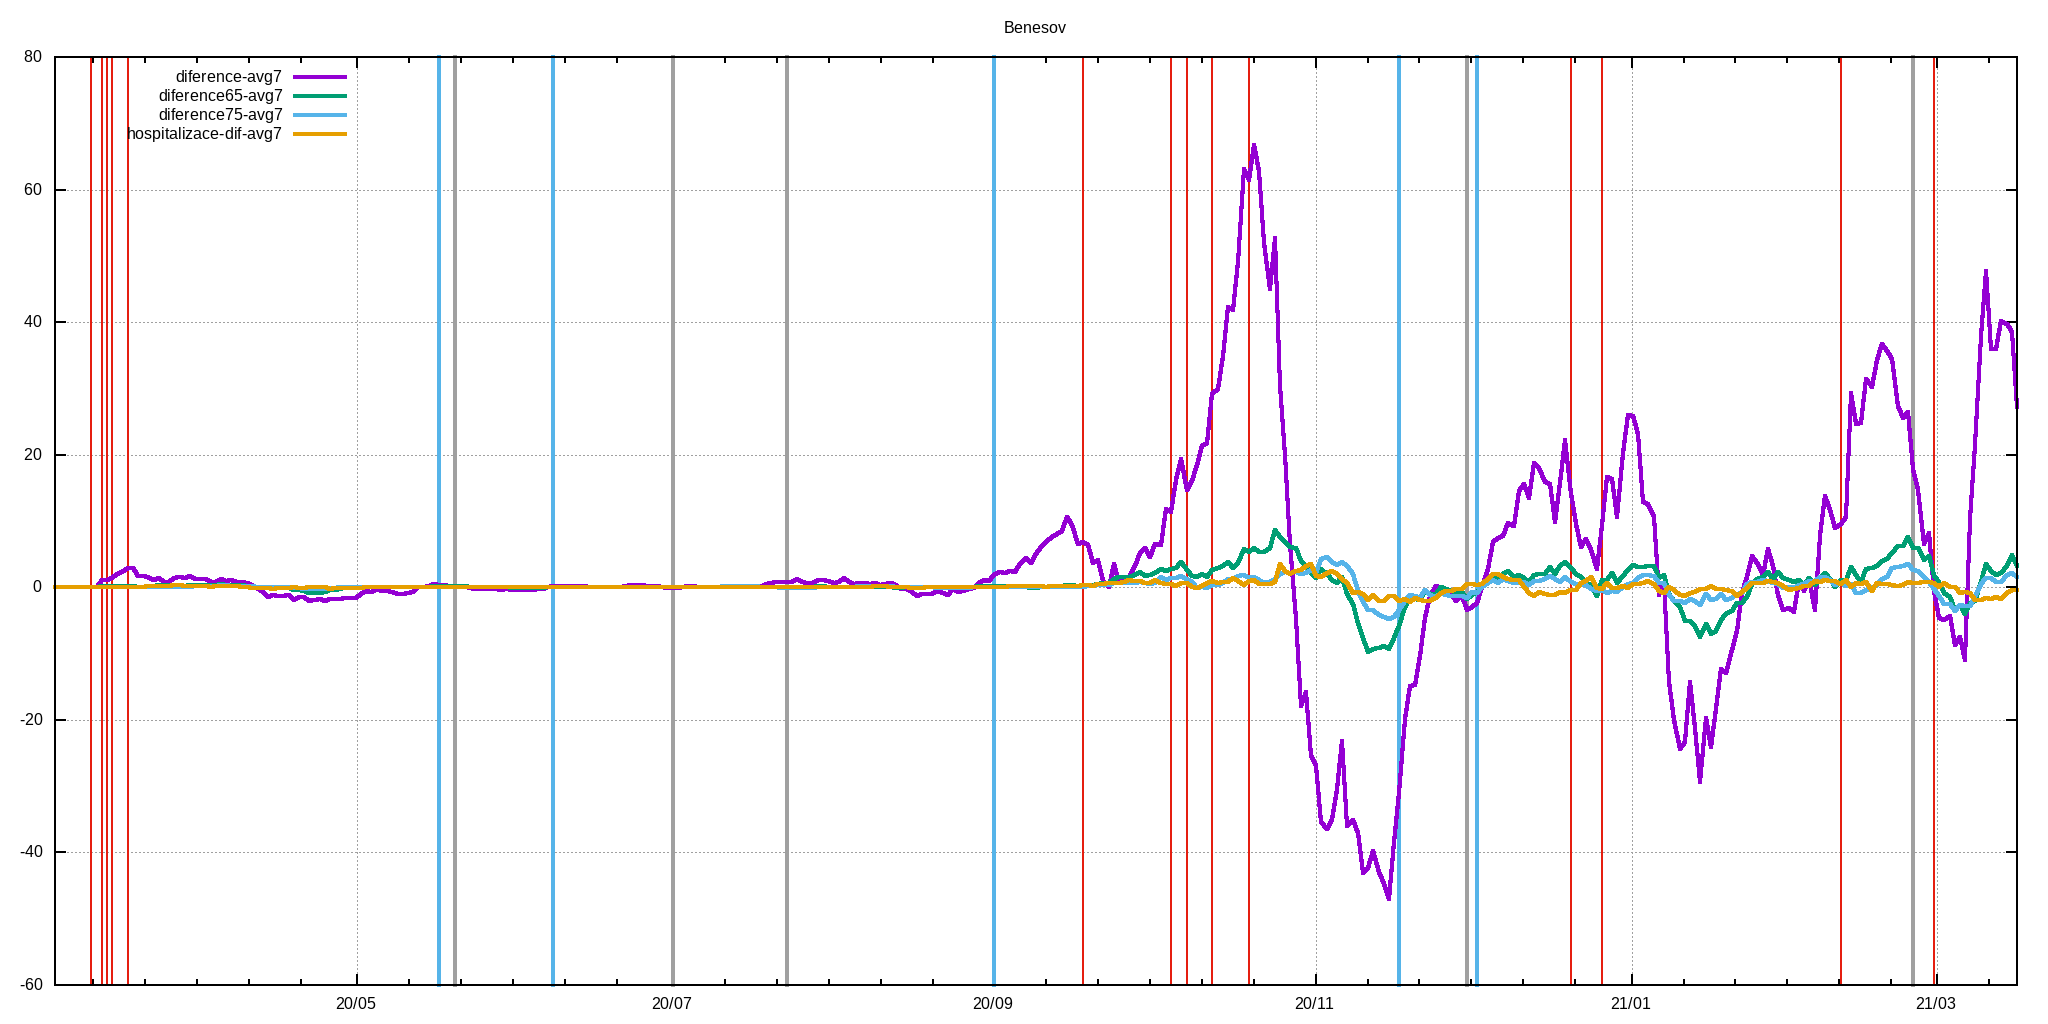 Benesov
80
diference-avg7
diference65-avg7
diference75-avg7
hospitalizace-dif-avg7
60
40
20
0
-20
-40
-60
20/05 20/07 20/09 20/11 21/01 21/03